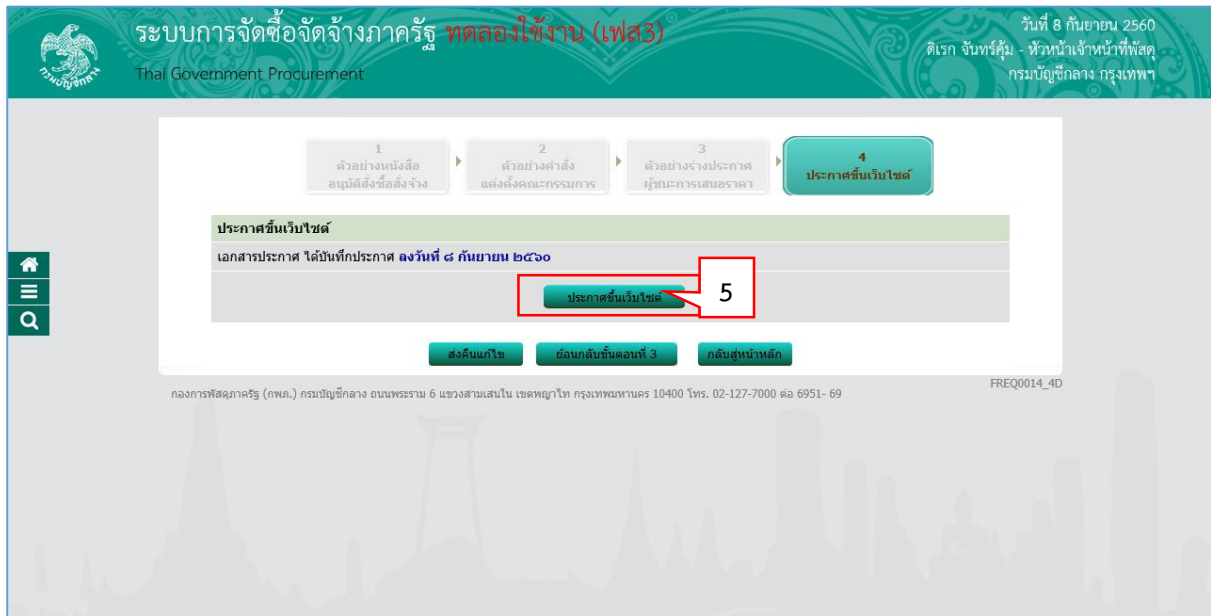 ระบบการจัดซื้อจัดจ้างภาครัฐ ทดลองใช้งาน (เฟส3)
Thai Government Procurement
วันที่ 8 กันยายน 2560
ดิเรก จันทร์คุ้ม - หัวหน้าเจ้าหน้าที่พัสดุ
กรมบัญชีกลาง กรุงเทพฯ
กรมบัญชีกลาง
1
ตัวอย่างหนังสือ
อนุมัติสั่งซื้อสั่งจ้าง
2
ตัวอย่างคำสั่ง
แต่งตั้งคณะกรรมการ
3
ตัวอย่างร่างประกาศ
ผู้ชนะการเสนอราคา
4
ประกาศขึ้นเว็บไซต์
ประกาศขึ้นเว็บไซต์
เอกสารประกาศ ได้บันทึกประกาศ ลงวันที่ ๘ กันยายน ๒๕๖๐
ประกาศขึ้นเว็บไซต์
5
ส่งคืนแก้ไข
ย้อนกลับขั้นตอนที่ 3
กลับสู่หน้าหลัก
FREQ0014_4D
กองการพัสดุภาครัฐ (กพภ.) กรมบัญชีกลาง ถนนพระราม 6 แขวงสามเสนใน เขตพญาไท กรุงเทพมหานคร 10400 โทร. 02-127-7000 ต่อ 6951- 69